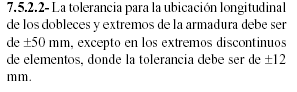 7.5.2.2- La tolerancia para la ubicación longitudinal
de los dobleces y extremos de la armadura debe ser
de ±50 mm, excepto en los extremos discontinuos
de elementos, donde la tolerancia debe ser de ±12
mm.